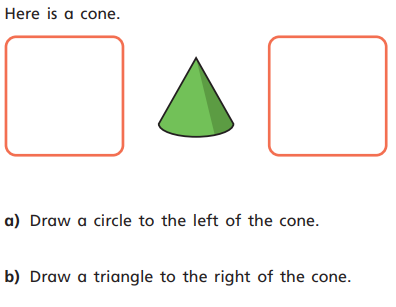 Here is a cone.
a) Draw a circle to the left of the cone.
b) Draw a triangle to the right of the cone.